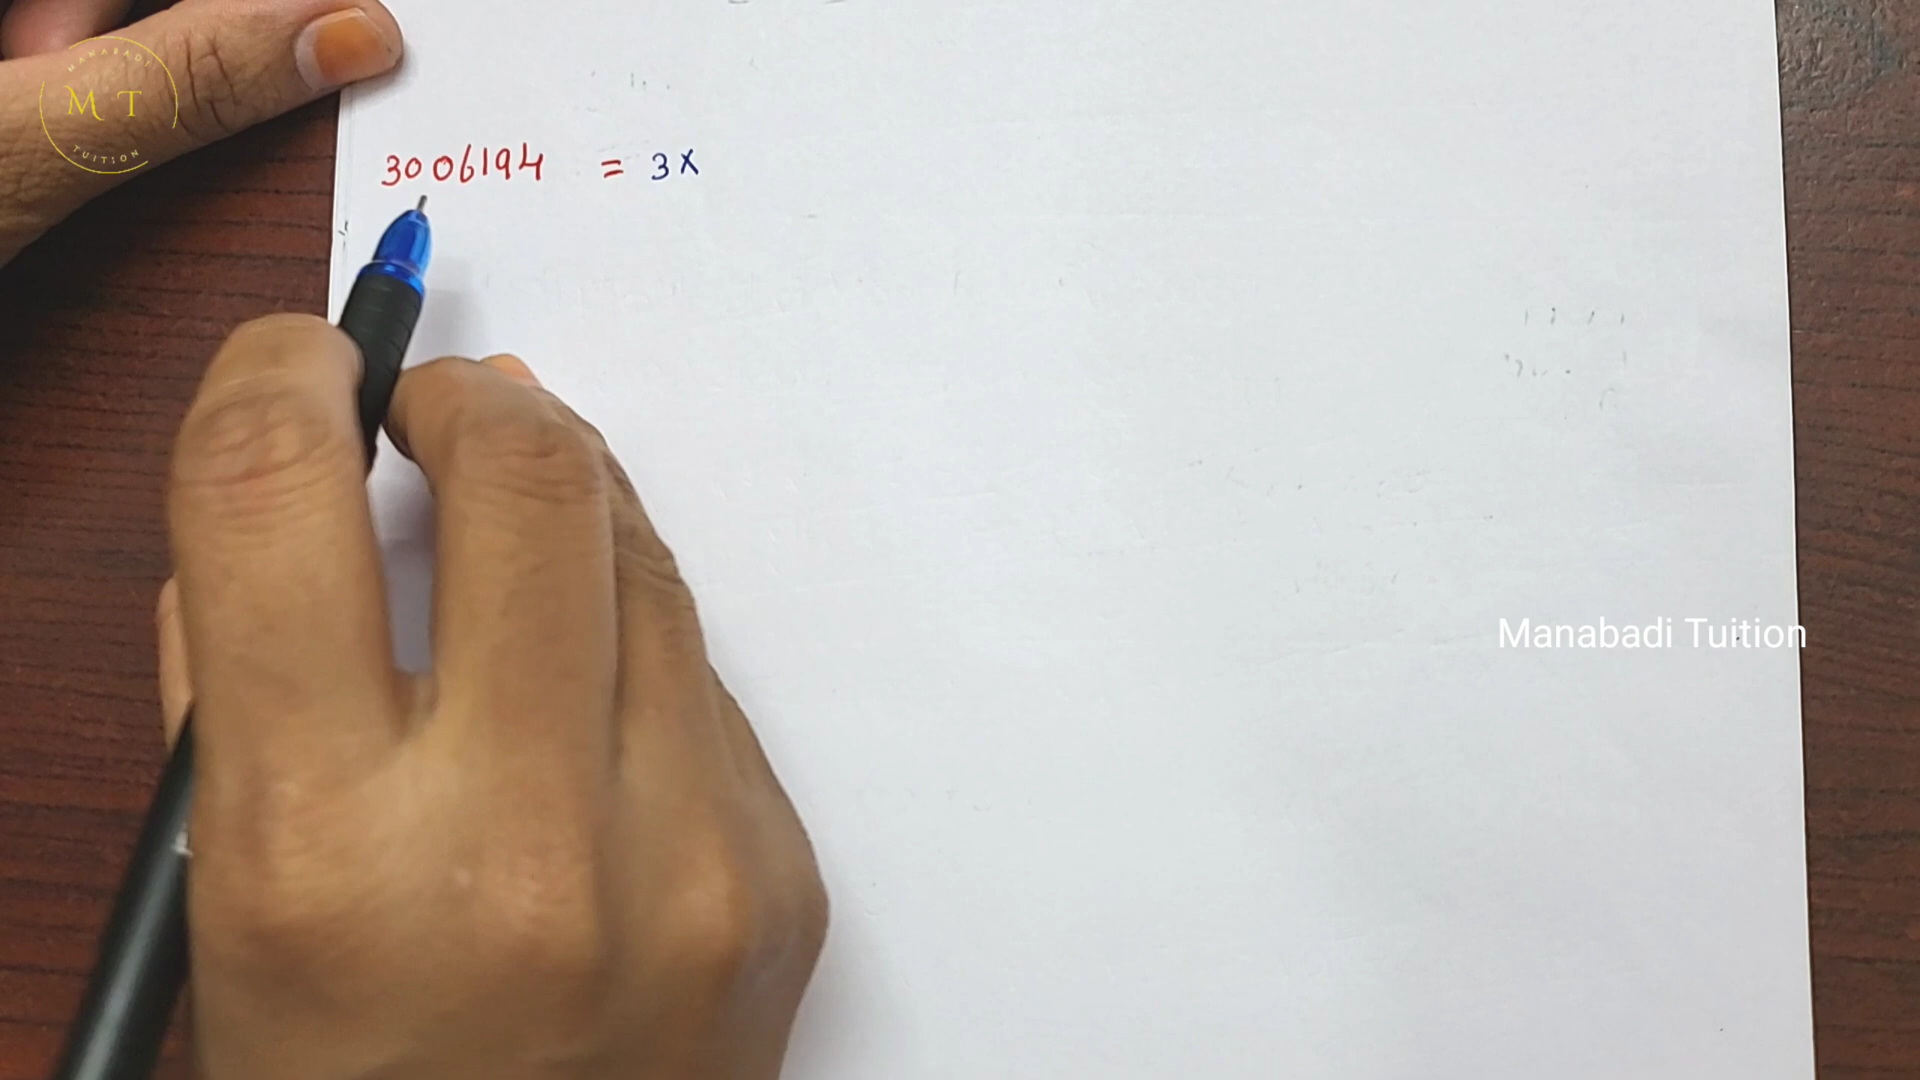 MANABADI
M T
TUITION
3006194 = 3×
Manabadi Tuition